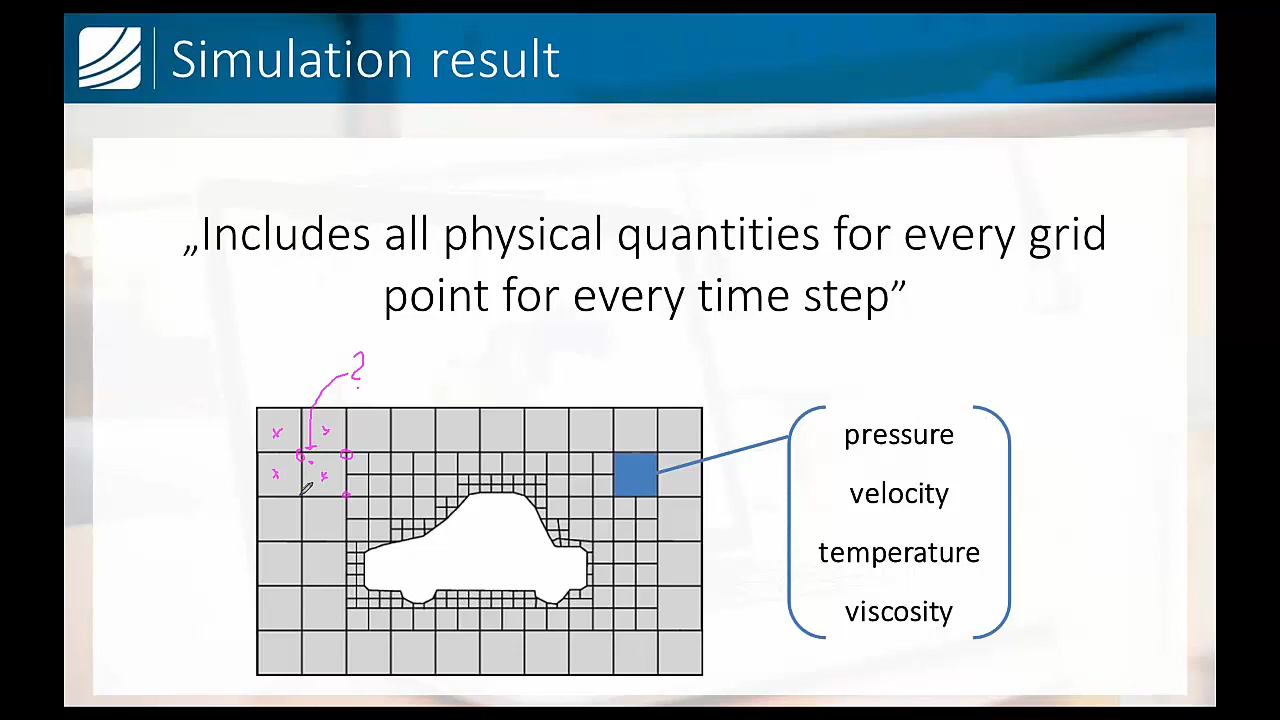 Simulation result
„Includes all physical quantities for every grid
point for every time step”
?
pressure
velocity
temperature
viscosity